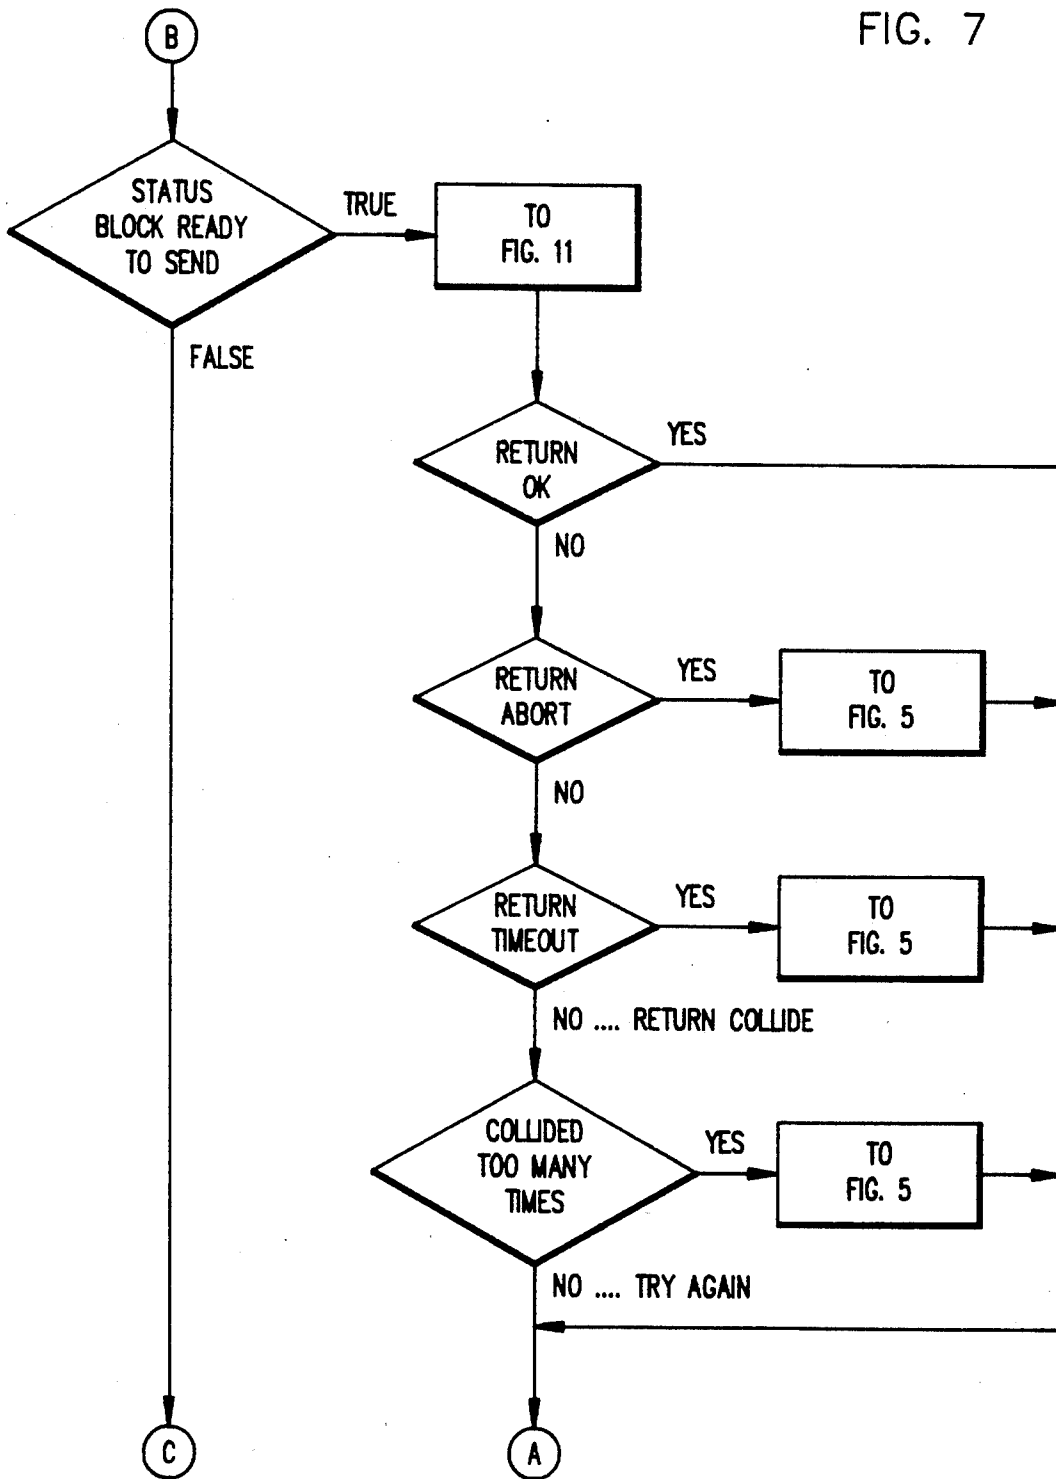 FIG. 7
B
STATUS
BLOCK READY
TO SEND
TRUE
TO
FIG. 11
FALSE
RETURN
OK
YES
NO
RETURN
ABORT
YES
TO
FIG. 5
NO
RETURN
TIMEOUT
YES
TO
FIG. 5
NO .... RETURN COLLIDE
COLLIDED
TOO MANY
TIMES
YES
TO
FIG. 5
NO .... TRY AGAIN
C
A